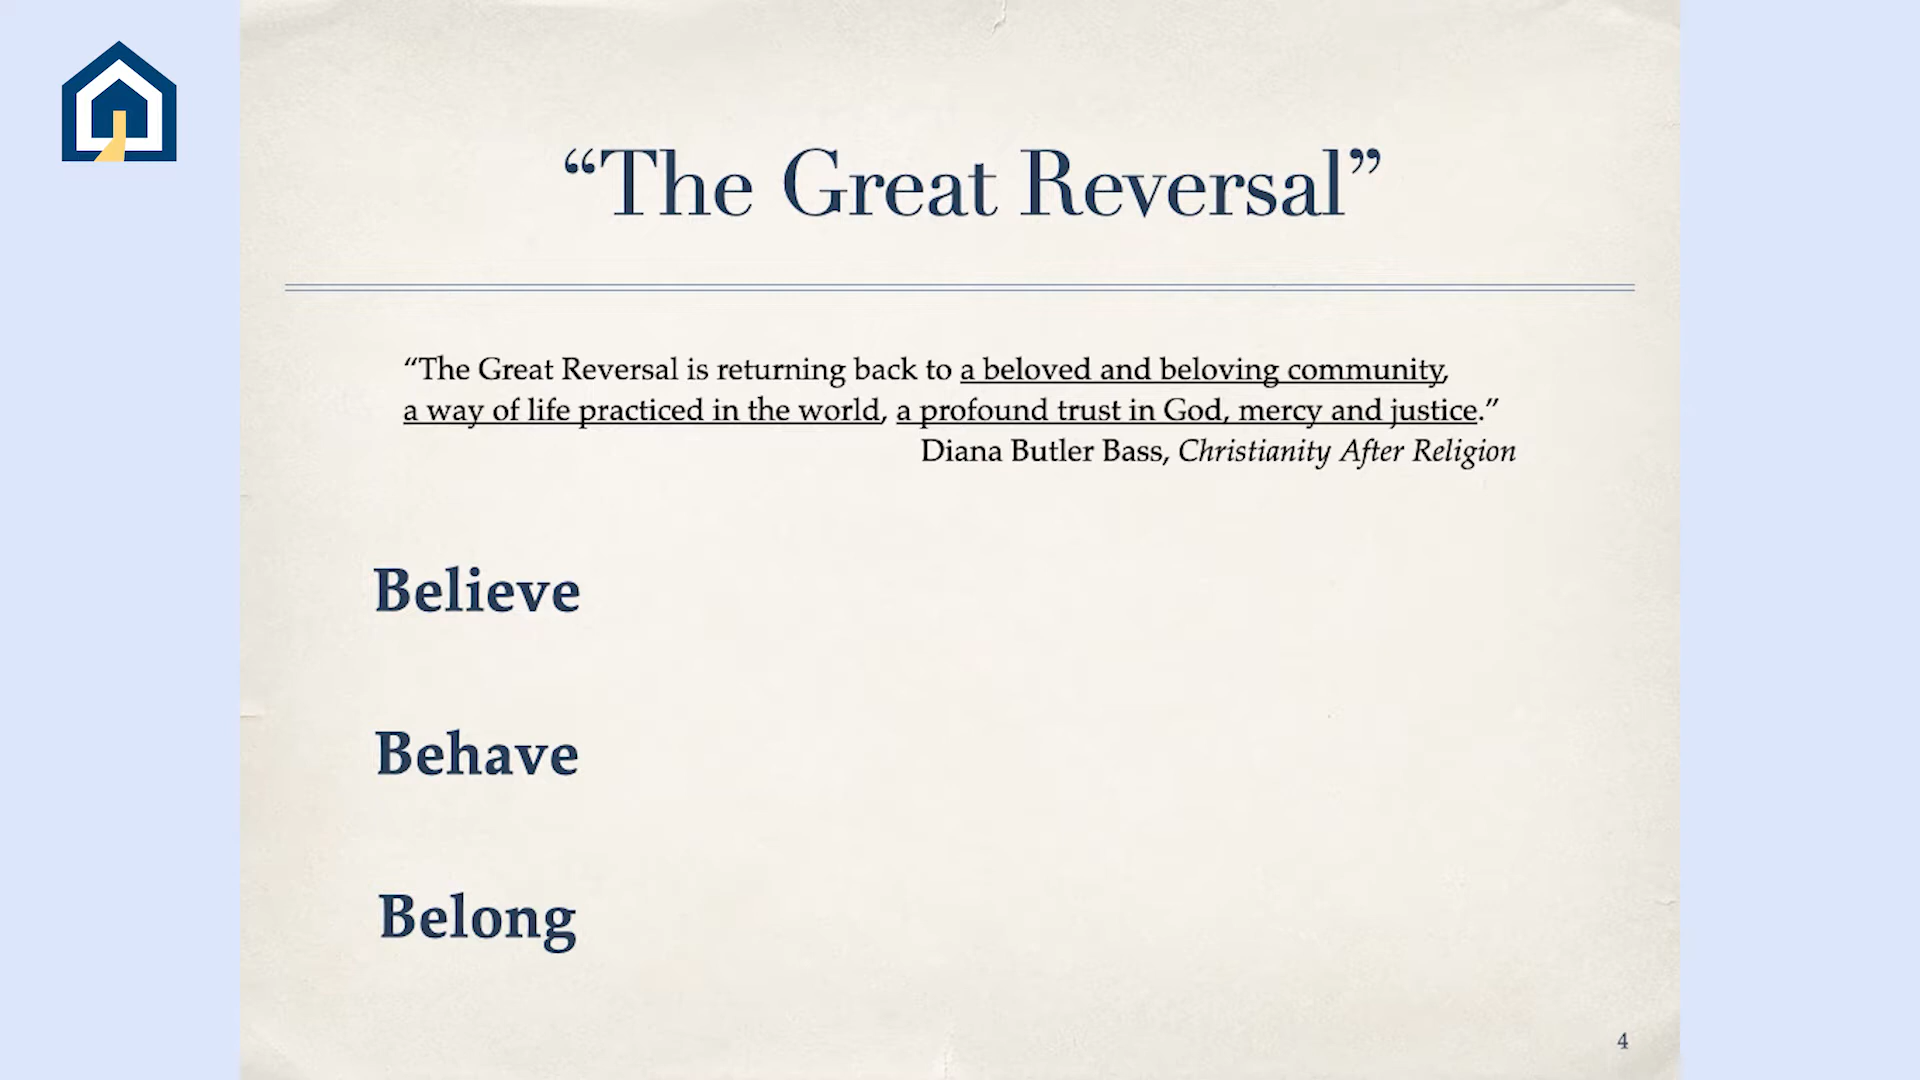 “The Great Reversal”
“The Great Reversal is returning back to a beloved and beloving community,
a way of life practiced in the world, a profound trust in God, mercy and justice.”
Diana Butler Bass, Christianity After Religion
Believe
Behave
Belong
4